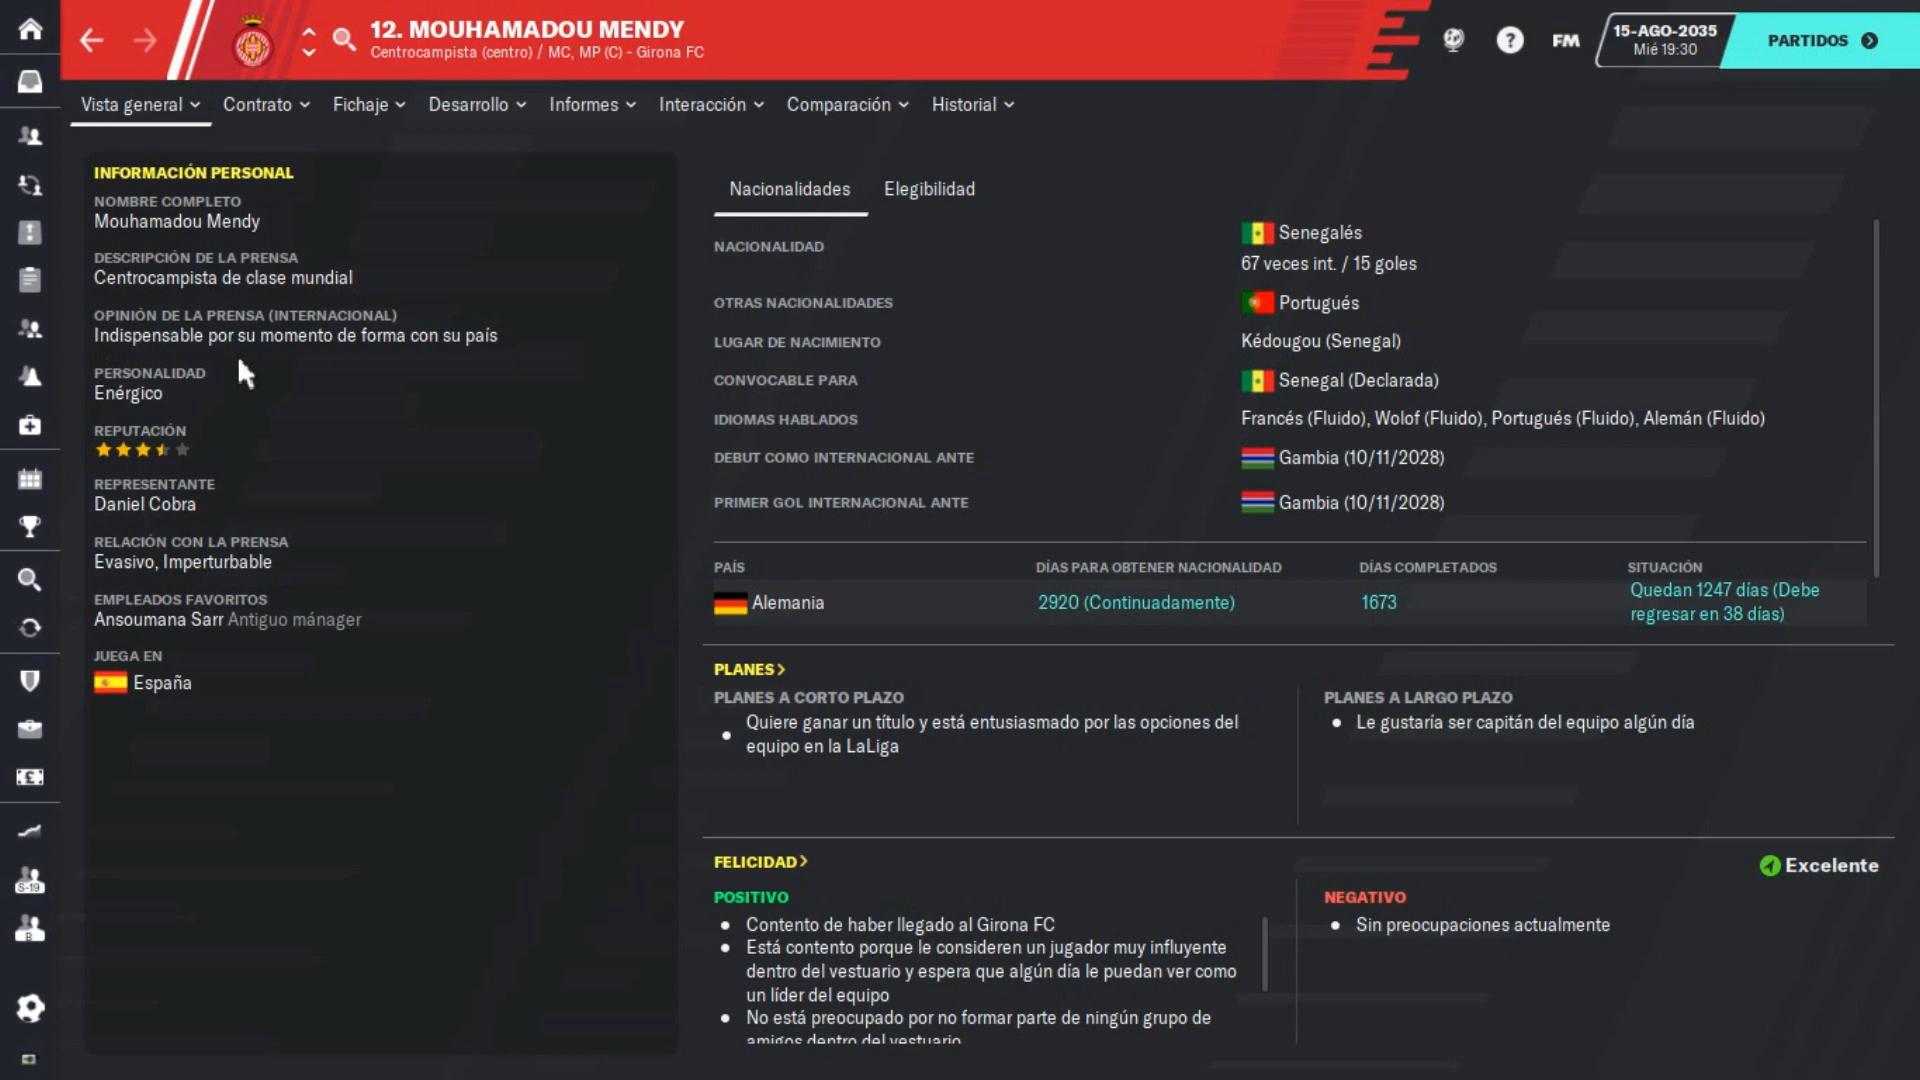 12. MOUHAMADOU MENDY
Centrocampista (centro) / MC, MP (C) - Girona FC
FM
15-AGO-2035
Mié 19:30
PARTIDOS
Vista general
Contrato
Fichaje
Desarrollo
Informes
Interacción
Comparación
Historial
INFORMACIÓN PERSONAL
NOMBRE COMPLETO
Mouhamadou Mendy
DESCRIPCIÓN DE LA PRENSA
Centrocampista de clase mundial
OPINIÓN DE LA PRENSA (INTERNACIONAL)
Indispensable por su momento de forma con su país
PERSONALIDAD
Enérgico
REPUTACIÓN
REPRESENTANTE
Daniel Cobra
RELACIÓN CON LA PRENSA
Evasivo, Imperturbable
EMPLEADOS FAVORITOS
Ansoumana Sarr Antiguo mánager
JUEGA EN
España
S-19
B
Nacionalidades
Elegibilidad
NACIONALIDAD
Senegalés
67 veces int. / 15 goles
OTRAS NACIONALIDADES
Portugués
LUGAR DE NACIMIENTO
Kédougou (Senegal)
CONVOCABLE PARA
Senegal (Declarada)
IDIOMAS HABLADOS
Francés (Fluido), Wolof (Fluido), Portugués (Fluido), Alemán (Fluido)
DEBUT COMO INTERNACIONAL ANTE
Gambia (10/11/2028)
PRIMER GOL INTERNACIONAL ANTE
Gambia (10/11/2028)
PAÍS
DÍAS PARA OBTENER NACIONALIDAD
DÍAS COMPLETADOS
SITUACIÓN
Alemania
2920 (Continuadamente)
1673
Quedan 1247 días (Debe
regresar en 38 días)
PLANES
PLANES A CORTO PLAZO
Quiere ganar un título y está entusiasmado por las opciones del
equipo en la LaLiga
PLANES A LARGO PLAZO
Le gustaría ser capitán del equipo algún día
FELICIDAD
Excelente
POSITIVO
Contento de haber llegado al Girona FC
Está contento porque le consideren un jugador muy influyente
dentro del vestuario y espera que algún día le puedan ver como
un líder del equipo
No está preocupado por no formar parte de ningún grupo de
amigos dentro del vestuario
NEGATIVO
Sin preocupaciones actualmente